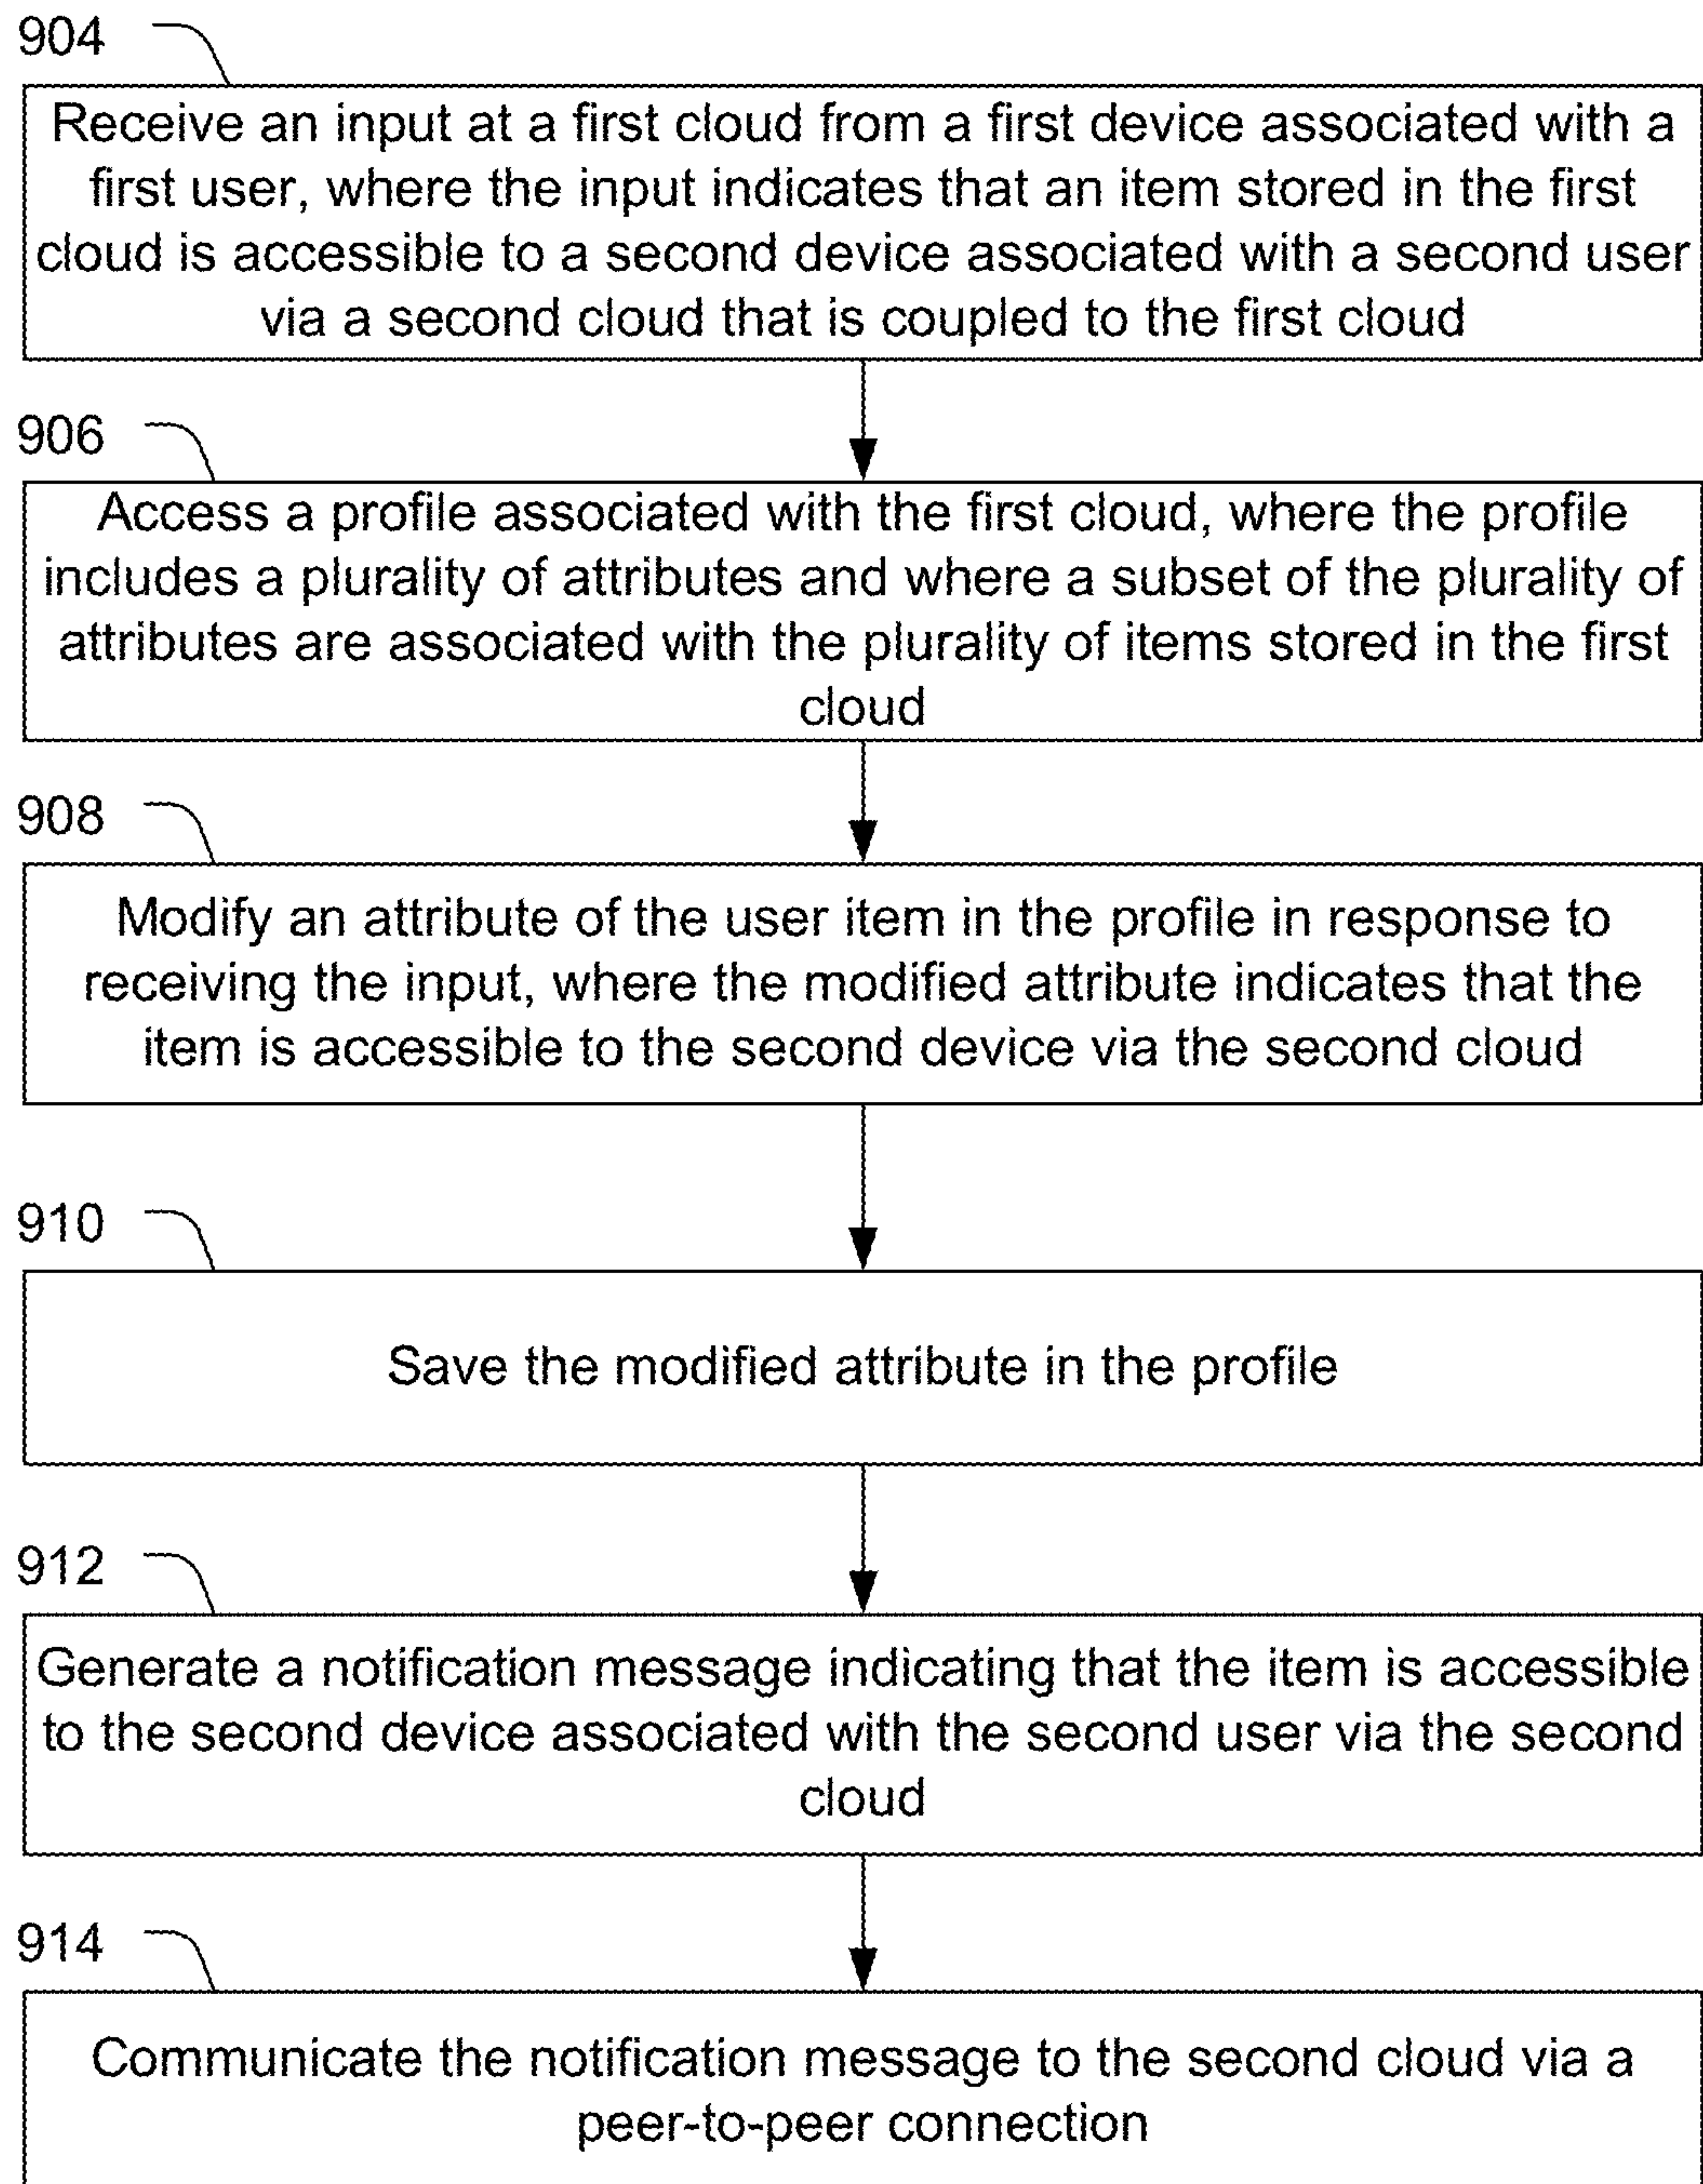 904
Receive an input at a first cloud from a first device associated with a
first user, where the input indicates that an item stored in the first
cloud is accessible to a second device associated with a second user
via a second cloud that is coupled to the first cloud
906
Access a profile associated with the first cloud, where the profile
includes a plurality of attributes and where a subset of the plurality of
attributes are associated with the plurality of items stored in the first
cloud
908
Modify an attribute of the user item in the profile in response to
receiving the input, where the modified attribute indicates that the
item is accessible to the second device via the second cloud
910
Save the modified attribute in the profile
912
Generate a notification message indicating that the item is accessible
to the second device associated with the second user via the second
cloud
914
Communicate the notification message to the second cloud via a
peer-to-peer connection